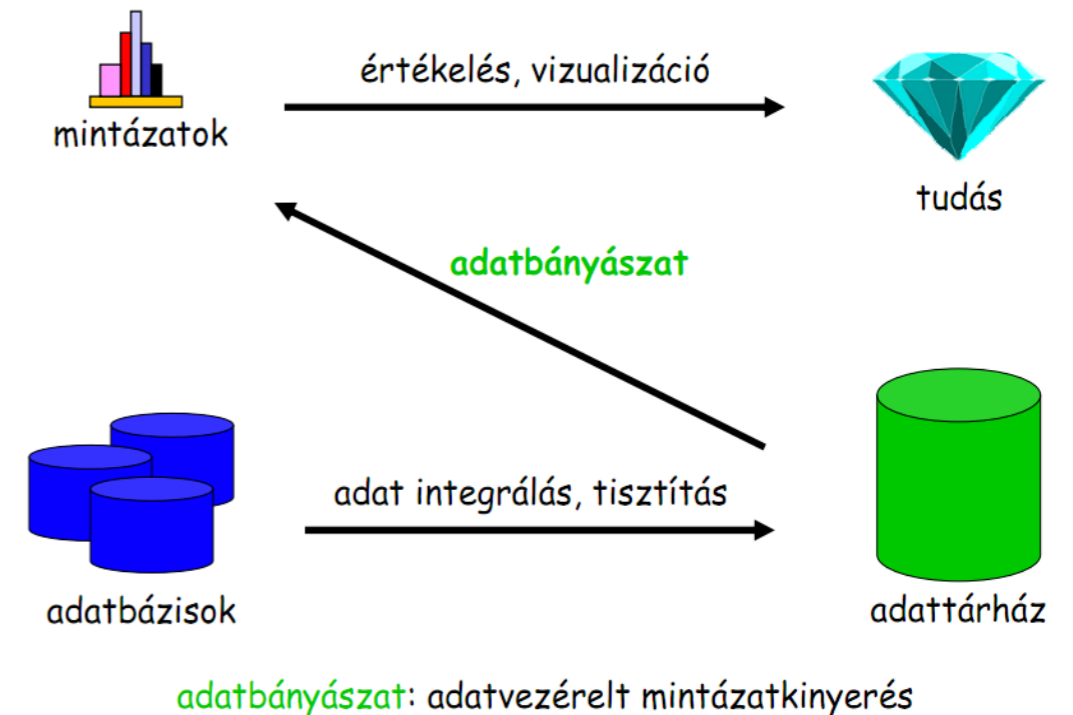 értékelés, vizualizáció
mintázatok
tudás
adatbányászat
adat integrálás, tisztítás
adatbázisok
adattárház
adatbányászat: adatvezérelt mintázatkinyerés